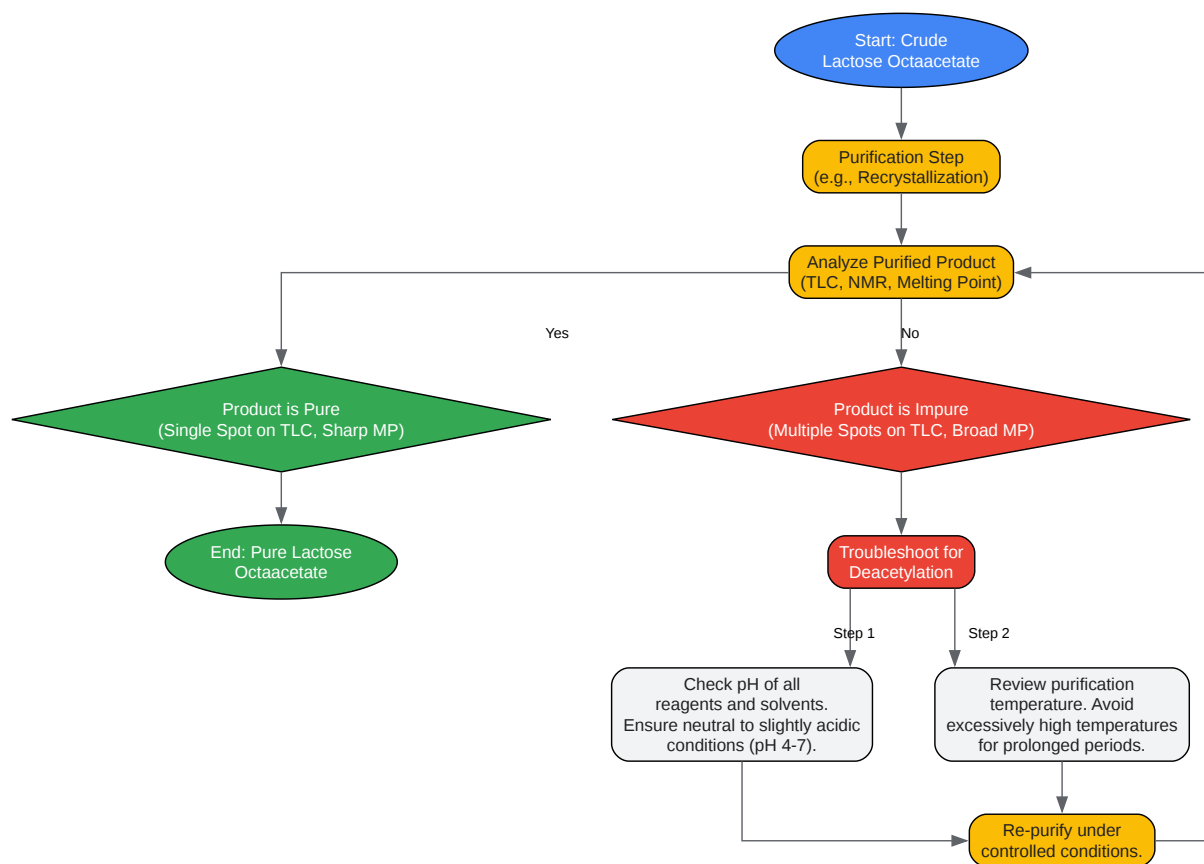 Start: Crude
Lactose Octaacetate
Purification Step
(e.g., Recrystallization)
Analyze Purified Product
(TLC, NMR, Melting Point)
Yes
No
Product is Pure
(Single Spot on TLC, Sharp MP)
Product is Impure
(Multiple Spots on TLC, Broad MP)
End: Pure Lactose
Octaacetate
Troubleshoot for
Deacetylation
Step 1
Step 2
Check pH of all
reagents and solvents.
Ensure neutral to slightly acidic
conditions (pH 4-7).
Review purification
temperature. Avoid
excessively high temperatures
for prolonged periods.
Re-purify under
controlled conditions.